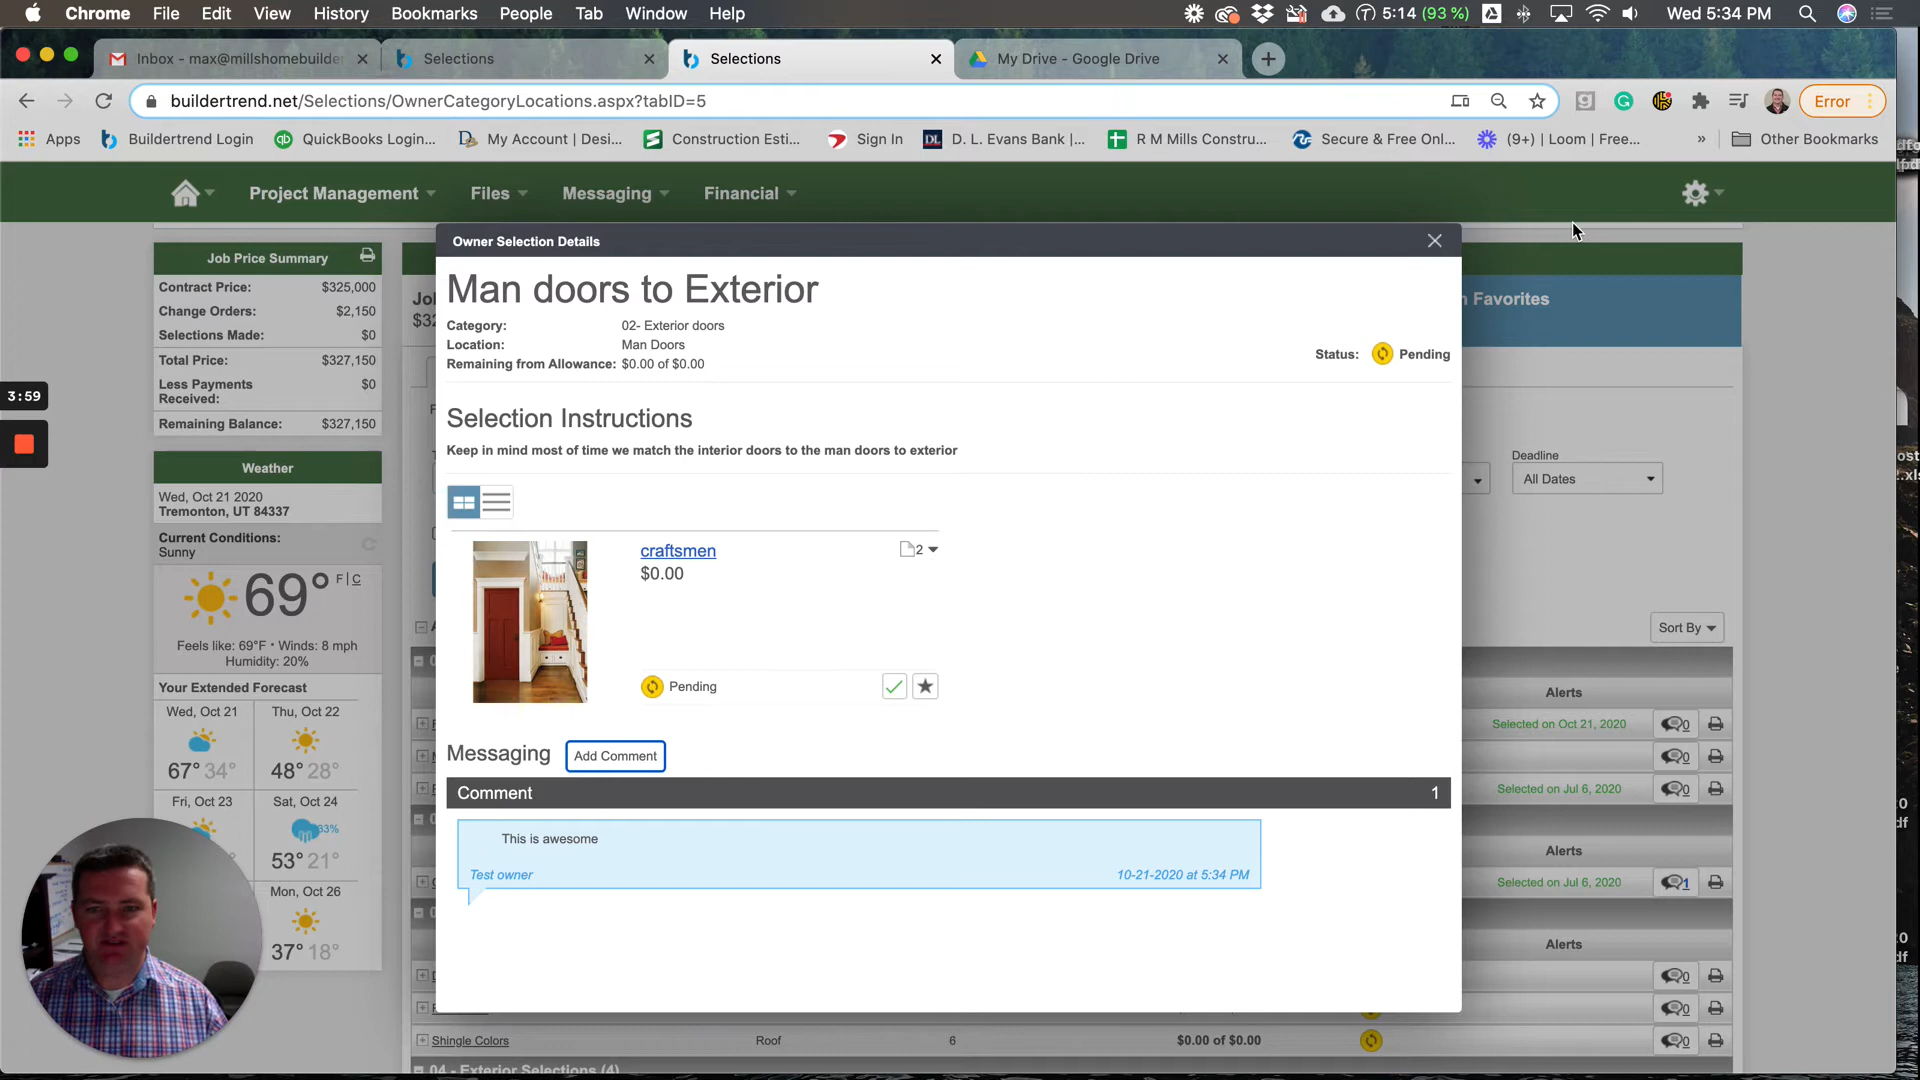 Chrome File Edit View History Bookmarks People Tab Window Help 5:14 (93 %) Wed 5:34 PM
Inbox - max@millshomebuilde Selections Selections My Drive - Google Drive
buildertrend.net/Selections/OwnerCategoryLocations.aspx?tabID=5 Error
Apps Buildertrend Login QuickBooks Login... My Account | Desi... Construction Esti... Sign In D. L. Evans Bank |... R M Mills Constru... Secure & Free Onl... (9+) | Loom | Free... » Other Bookmarks
Project Management Files Messaging Financial
Job Price Summary
Contract Price: $325,000
Change Orders: $2,150
Selections Made: $0
Total Price: $327,150
Less Payments Received: $0
Remaining Balance: $327,150
3:59
Weather
Wed, Oct 21 2020
Tremonton, UT 84337
Current Conditions:
Sunny
69° F | C
Feels like: 69°F • Winds: 8 mph
Humidity: 20%
Your Extended Forecast
Wed, Oct 21 Thu, Oct 22
67° 34° 48° 28°
Fri, Oct 23 Sat, Oct 24
33%
53° 21°
Mon, Oct 26
37° 18°
Owner Selection Details
Man doors to Exterior
Category: 02- Exterior doors
Location: Man Doors
Remaining from Allowance: $0.00 of $0.00
Status: Pending
Selection Instructions
Keep in mind most of time we match the interior doors to the man doors to exterior
craftsmen 2
$0.00
Pending
Messaging Add Comment
Comment 1
This is awesome
Test owner 10-21-2020 at 5:34 PM
Favorites
Deadline
All Dates
Sort By
Alerts
Selected on Oct 21, 2020 0
0
Selected on Jul 6, 2020 0
Alerts
Selected on Jul 6, 2020 1
Alerts
0
0
Shingle Colors Roof 6 $0.00 of $0.00 0
04 - Exterior Selections (4)